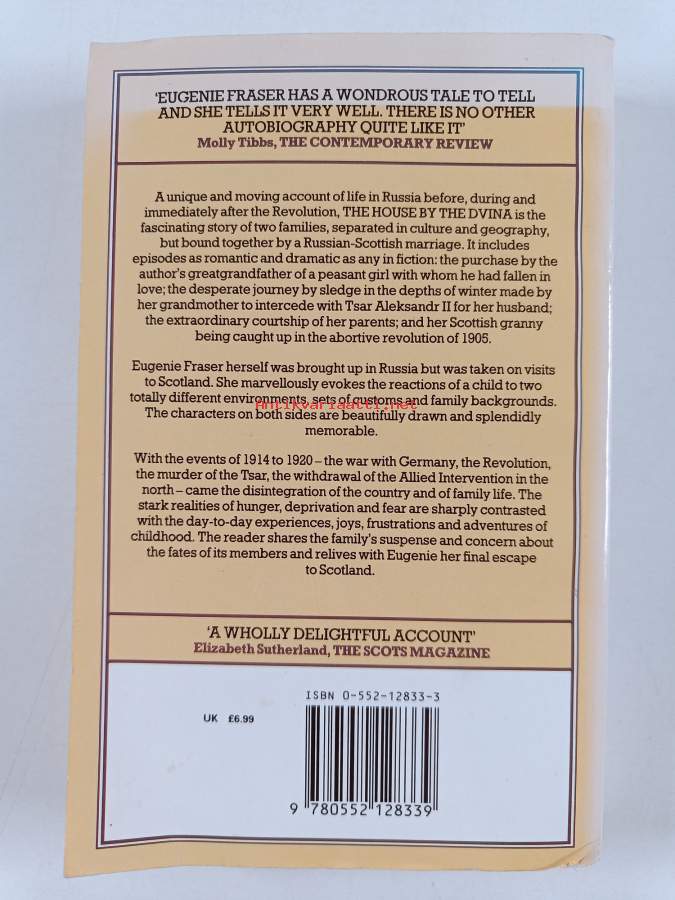 'EUGENIE FRASER HAS A WONDROUS TALE TO TELL
AND SHE TELLS IT VERY WELL. THERE IS NO OTHER
AUTOBIOGRAPHY QUITE LIKE IT'
Molly Tibbs, THE CONTEMPORARY REVIEW
A unique and moving account of life in Russia before, during and
immediately after the Revolution, THE HOUSE BY THE DVINA is the
fascinating story of two families, separated in culture and geography,
but bound together by a Russian-Scottish marriage. It includes
episodes as romantic and dramatic as any in fiction: the purchase by the
author's greatgrandfather of a peasant girl with whom he had fallen in
love; the desperate journey by sledge in the depths of winter made by
her grandmother to intercede with Tsar Aleksandr II for her husband;
the extraordinary courtship of her parents; and her Scottish granny
being caught up in the abortive revolution of 1905.
Eugenie Fraser herself was brought up in Russia but was taken on visits
to Scotland. She marvellously evokes the reactions of a child to two
totally different environments, sets of customs and family backgrounds.
Antikvariaatti.net
The characters on both sides are beautifully drawn and splendidly
memorable.
With the events of 1914 to 1920 – the war with Germany, the Revolution,
the murder of the Tsar, the withdrawal of the Allied Intervention in the
north – came the disintegration of the country and of family life. The
stark realities of hunger, deprivation and fear are sharply contrasted
with the day-to-day experiences, joys, frustrations and adventures of
childhood. The reader shares the family's suspense and concern about
the fates of its members and relives with Eugenie her final escape
to Scotland.
'A WHOLLY DELIGHTFUL ACCOUNT'
Elizabeth Sutherland, THE SCOTS MAGAZINE
ISBN 0-552-12833-3
UK £6.99
9 780552 128339